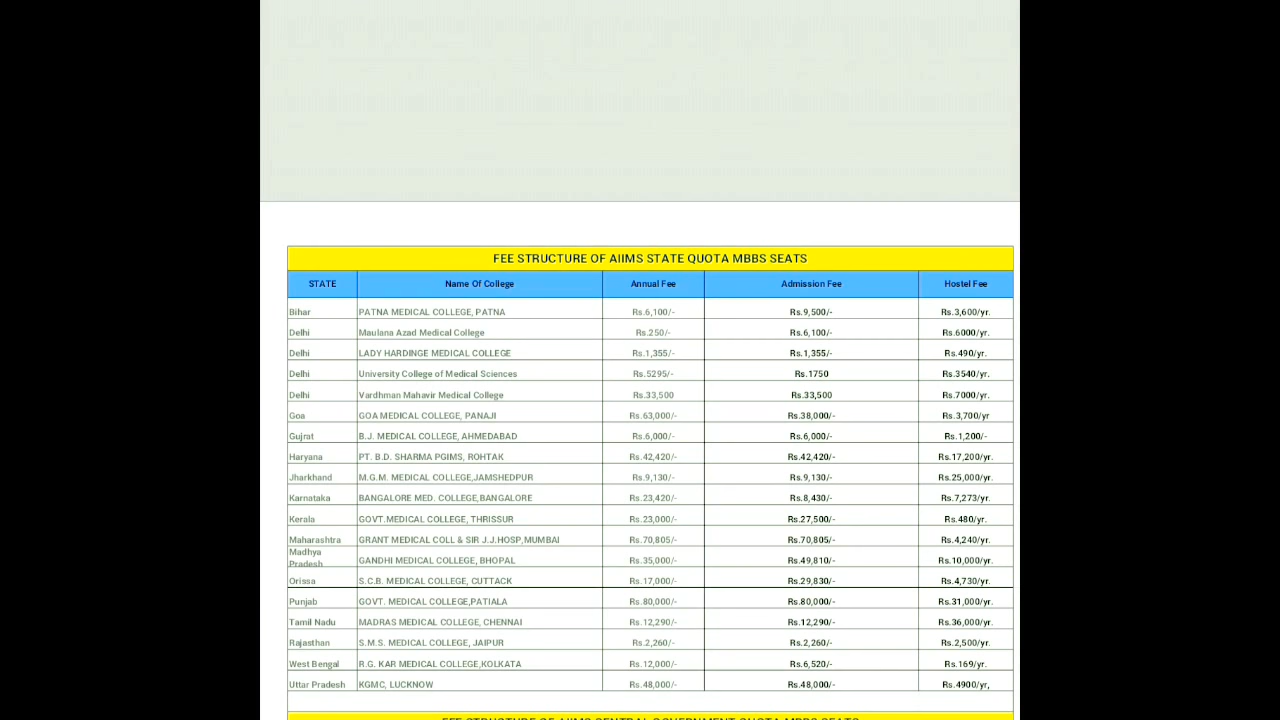 FEE STRUCTURE OF AIIMS STATE QUOTA MBBS SEATS
STATE Name Of College Annual Fee Admission Fee Hostel Fee
Bihar PATNA MEDICAL COLLEGE, PATNA Rs.6,100/- Rs.9,500/- Rs.3,600/yr.
Delhi Maulana Azad Medical College Rs.250/- Rs.6,100/- Rs.6000/yr.
Delhi LADY HARDINGE MEDICAL COLLEGE Rs.1,355/- Rs.1,355/- Rs.490/yr.
Delhi University College of Medical Sciences Rs.5295/- Rs.1750 Rs.3540/yr.
Delhi Vardhman Mahavir Medical College Rs.33,500 Rs.33,500 Rs.7000/yr.
Goa GOA MEDICAL COLLEGE, PANAJI Rs.63,000/- Rs.38,000/- Rs.3,700/yr
Gujrat B.J. MEDICAL COLLEGE, AHMEDABAD Rs.6,000/- Rs.6,000/- Rs.1,200/-
Haryana PT. B.D. SHARMA PGIMS, ROHTAK Rs.42,420/- Rs.42,420/- Rs.17,200/yr.
Jharkhand M.G.M. MEDICAL COLLEGE,JAMSHEDPUR Rs.9,130/- Rs.9,130/- Rs.25,000/yr.
Karnataka BANGALORE MED. COLLEGE,BANGALORE Rs.23,420/- Rs.8,430/- Rs.7,273/yr.
Kerala GOVT.MEDICAL COLLEGE, THRISSUR Rs.23,000/- Rs.27,500/- Rs.480/yr.
Maharashtra GRANT MEDICAL COLL & SIR J.J.HOSP,MUMBAI Rs.70,805/- Rs.70,805/- Rs.4,240/yr.
Madhya
Pradesh GANDHI MEDICAL COLLEGE, BHOPAL Rs.35,000/- Rs.49,810/- Rs.10,000/yr.
Orissa S.C.B. MEDICAL COLLEGE, CUTTACK Rs.17,000/- Rs.29,830/- Rs.4,730/yr.
Punjab GOVT. MEDICAL COLLEGE,PATIALA Rs.80,000/- Rs.80,000/- Rs.31,000/yr.
Tamil Nadu MADRAS MEDICAL COLLEGE, CHENNAI Rs.12,290/- Rs.12,290/- Rs.36,000/yr.
Rajasthan S.M.S. MEDICAL COLLEGE, JAIPUR Rs.2,260/- Rs.2,260/- Rs.2,500/yr.
West Bengal R.G. KAR MEDICAL COLLEGE,KOLKATA Rs.12,000/- Rs.6,520/- Rs.169/yr.
Uttar Pradesh KGMC, LUCKNOW Rs.48,000/- Rs.48,000/- Rs.4900/yr,
FEE STRUCTURE OF AIIMS CENTRAL GOVERNMENT QUOTA MBBS SEATS